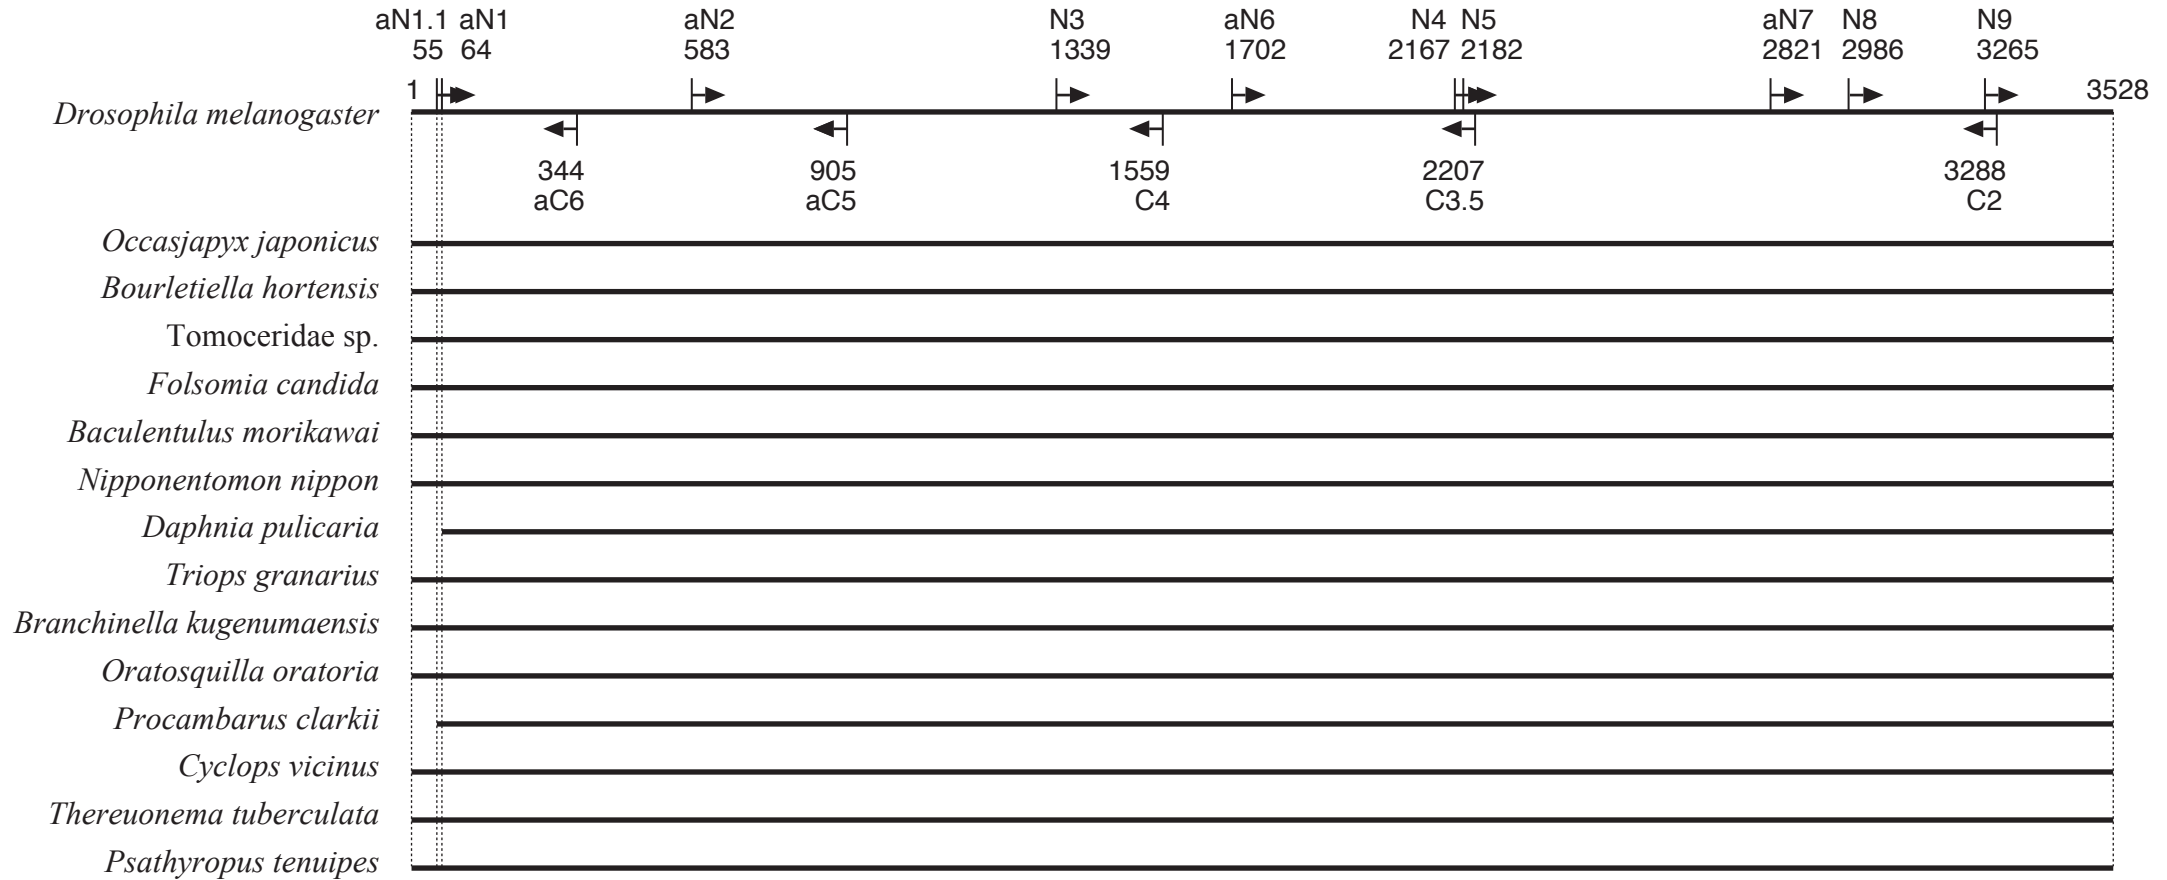 aN1.1 aN1 aN2 N3 aN6 N4 N5 aN7 N8 N9
55 64 583 1339 1702 2167 2182 2821 2986 3265
1 3528
Drosophila melanogaster
344 905 1559 2207 3288
aC6 aC5 C4 C3.5 C2
Occasjapyx japonicus
Bourletiella hortensis
Tomoceridae sp.
Folsomia candida
Baculentulus morikawai
Nipponentomon nippon
Daphnia pulicaria
Triops granarius
Branchinella kugenumaensis
Oratosquilla oratoria
Procambarus clarkii
Cyclops vicinus
Thereuonema tuberculata
Psathyropus tenuipes